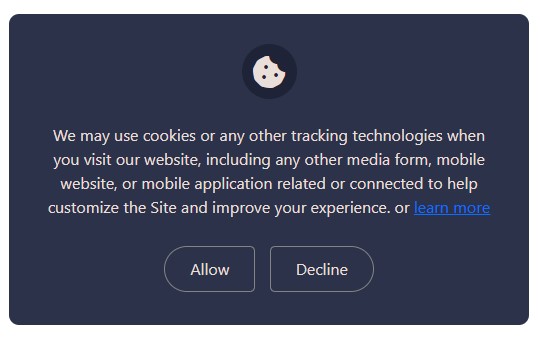 We may use cookies or any other tracking technologies when
you visit our website, including any other media form, mobile
website, or mobile application related or connected to help
customize the Site and improve your experience. or learn more
Allow
Decline